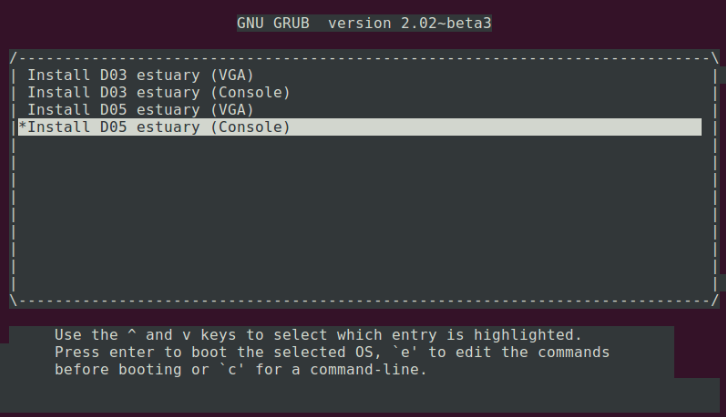 GNU GRUB  version 2.02~beta3
Install D03 estuary (VGA)
Install D03 estuary (Console)
Install D05 estuary (VGA)
*Install D05 estuary (Console)
Use the ^ and v keys to select which entry is highlighted.
Press enter to boot the selected OS, `e' to edit the commands
before booting or `c' for a command-line.